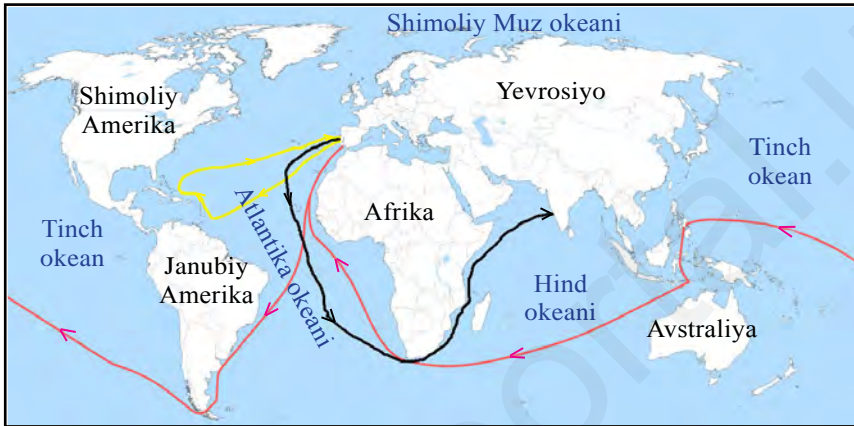 Shimoliy Muz okeani
Shimoliy
Amerika
Yevrosiyo
Tinch
okean
Tinch
okean
Atlantika okeani
Afrika
Janubiy
Amerika
Hind
okeani
Avstraliya